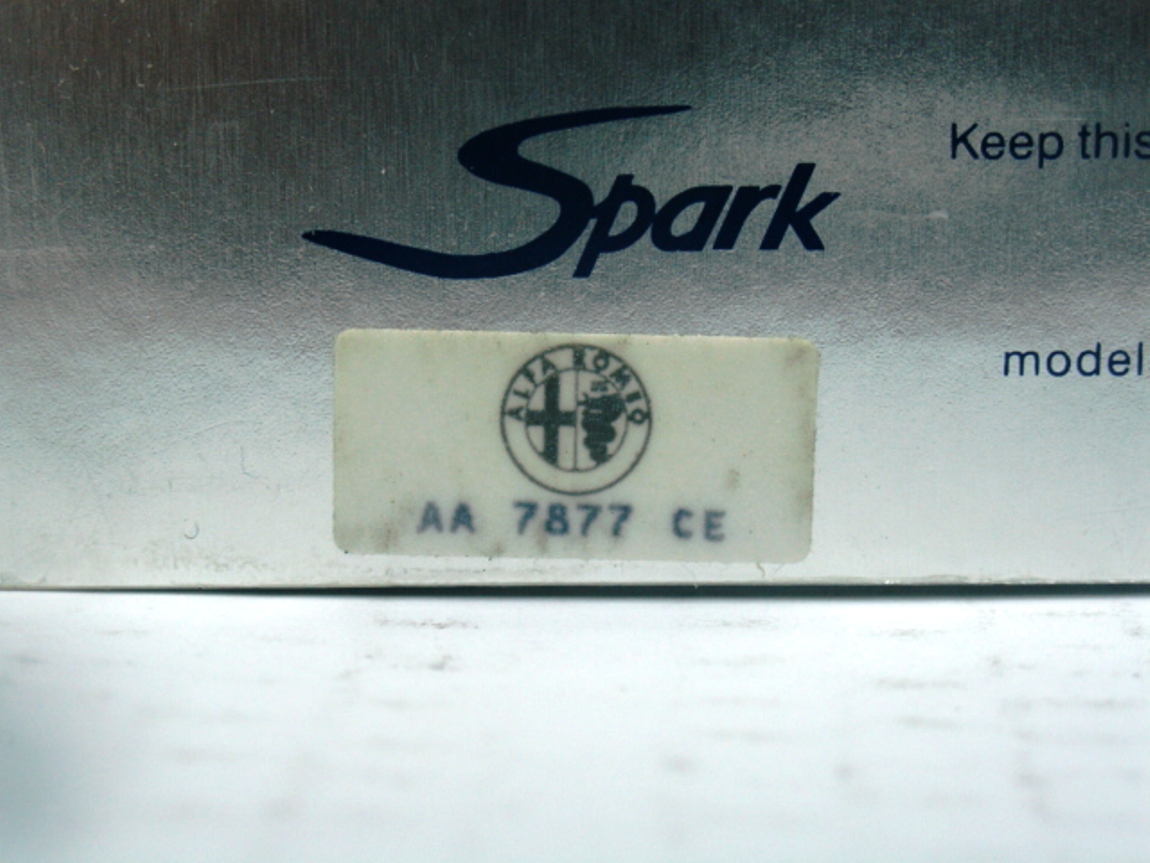 Spark
Keep this
model
ALFA ROMEO
AA 7877 CE